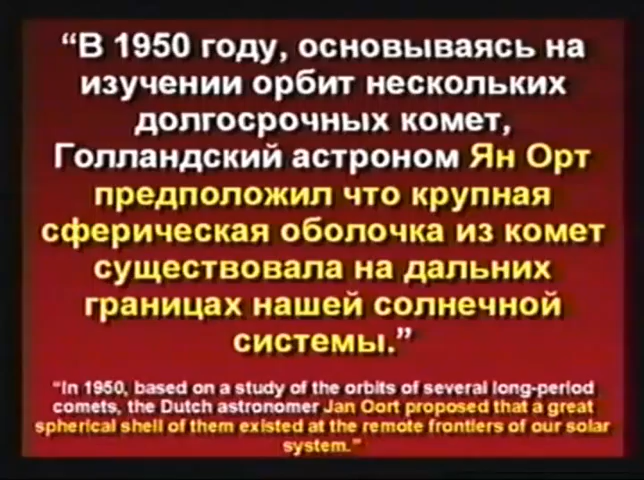 “В 1950 году, основываясь на
изучении орбит нескольких
долгосрочных комет,
Голландский астроном Ян Орт
предположил что крупная
сферическая оболочка из комет
существовала на дальних
границах нашей солнечной
системы.”
"In 1950, based on a study of the orbits of several long-period
comets, the Dutch astronomer Jan Oort proposed that a great
spherical shell of them existed at the remote frontiers of our solar
system."